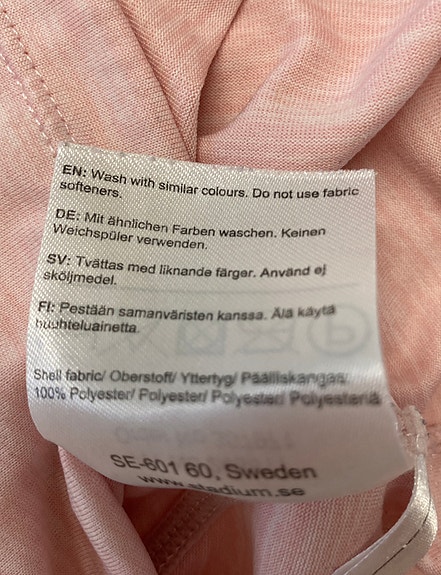 EN: Wash with similar colours. Do not use fabric
softeners.
DE: Mit ähnlichen Farben waschen. Keinen
Weichspüler verwenden.
SV: Tvättas med liknande färger. Använd ej
sköljmedel.
FI: Pestään samanväristen kanssa. Älä käytä
huuhteluainetta.
Shell fabric/ Oberstoff/ Yttertyg/ Päälliskangas:
100% Polyester/ Polyester/ Polyester/ Polyesteriä
SE-601 60, Sweden
www.stadium.se